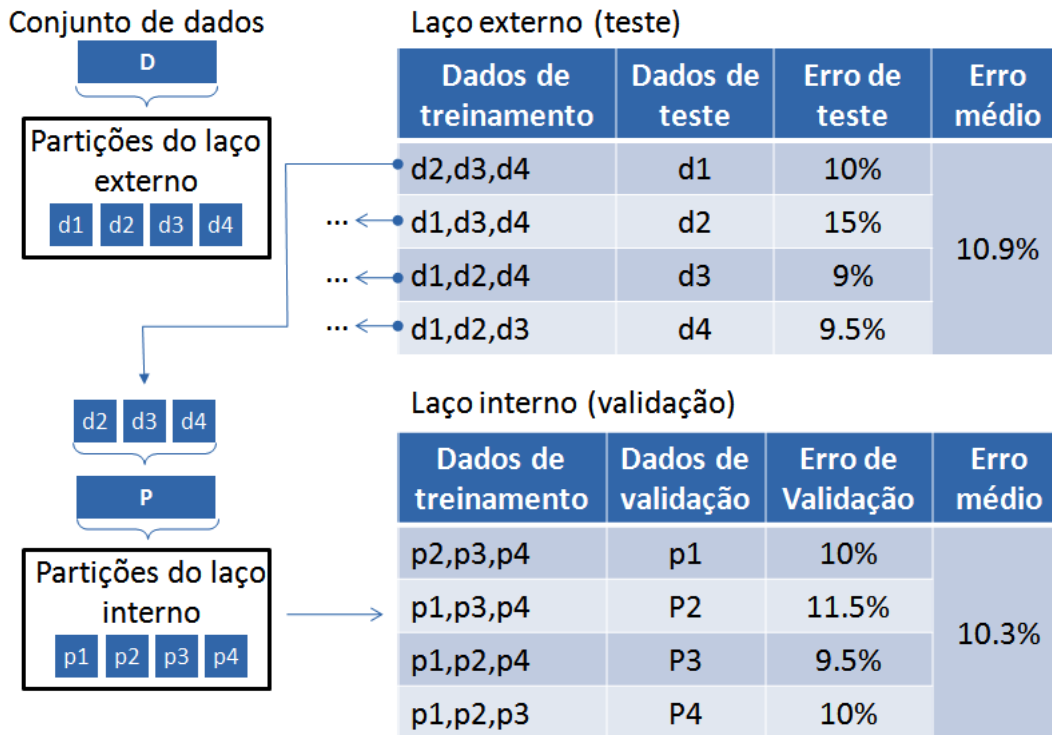 Conjunto de dados
D
Partições do laço
externo
d1 d2 d3 d4
Laço externo (teste)
Dados de treinamento Dados de teste Erro de teste Erro médio
d2,d3,d4 d1 10%
... d1,d3,d4 d2 15%
10.9%
... d1,d2,d4 d3 9%
... d1,d2,d3 d4 9.5%
d2 d3 d4
P
Partições do laço
interno
p1 p2 p3 p4
Laço interno (validação)
Dados de treinamento Dados de validação Erro de Validação Erro médio
p2,p3,p4 p1 10%
p1,p3,p4 P2 11.5%
10.3%
p1,p2,p4 P3 9.5%
p1,p2,p3 P4 10%